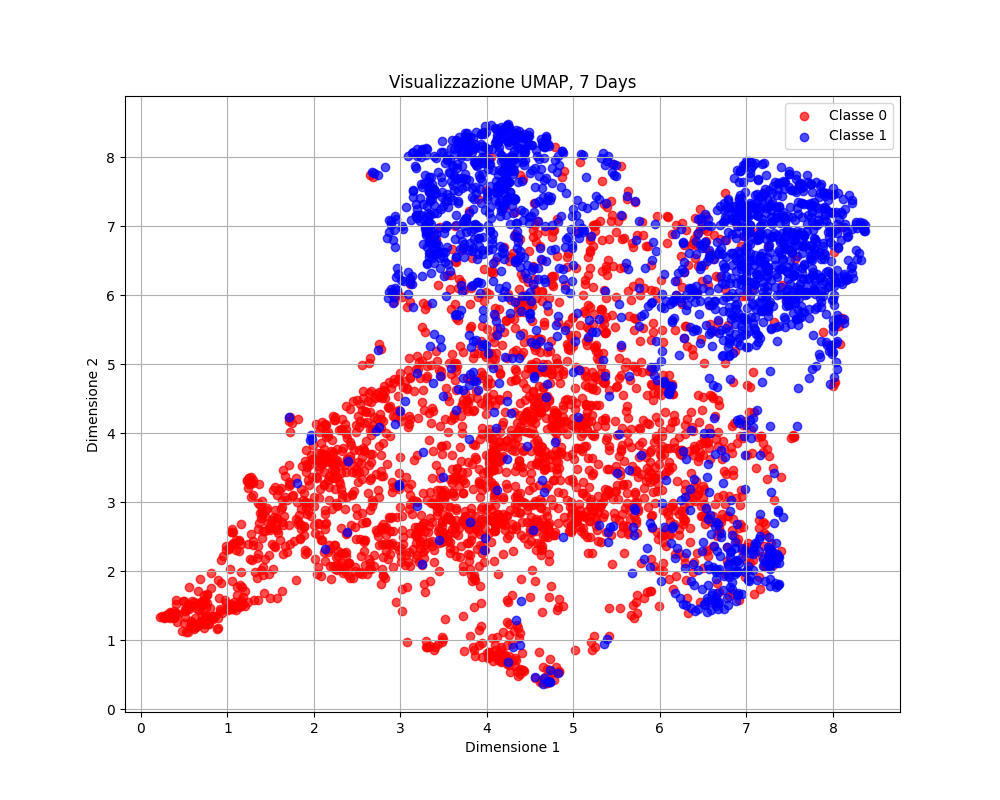 Visualizzazione UMAP, 7 Days
Classe 0
Classe 1
Dimensione 2
8
7
6
5
4
3
2
1
0
0 1 2 3 4 5 6 7 8
Dimensione 1